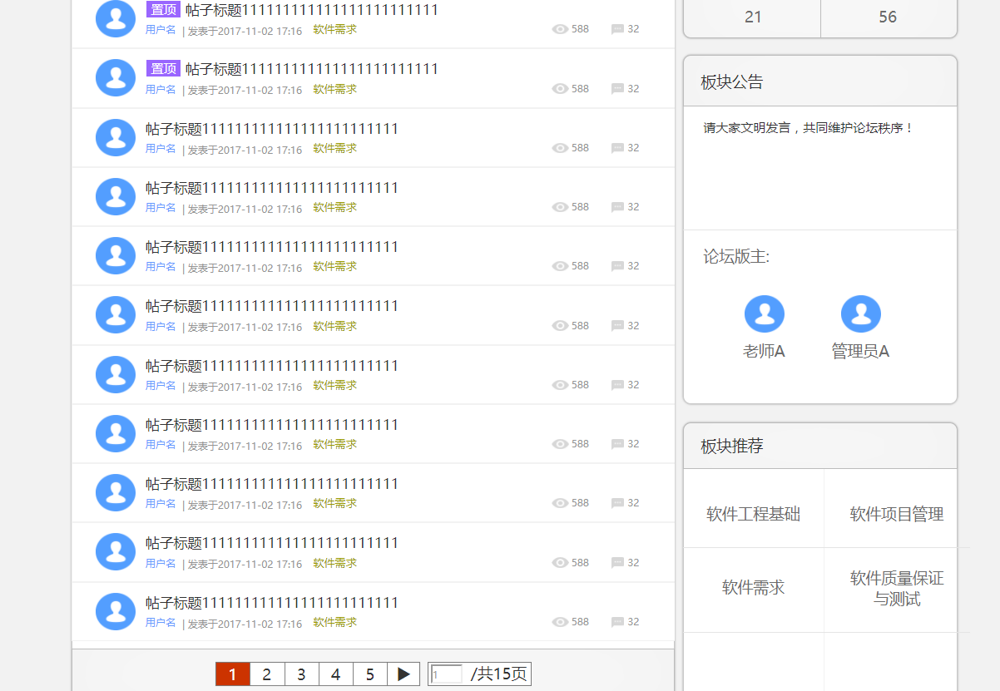 置顶 帖子标题111111111111111111111111
用户名 | 发表于2017-11-02 17:16 软件需求 588 32
置顶 帖子标题111111111111111111111111
用户名 | 发表于2017-11-02 17:16 软件需求 588 32
帖子标题111111111111111111111111
用户名 | 发表于2017-11-02 17:16 软件需求 588 32
帖子标题111111111111111111111111
用户名 | 发表于2017-11-02 17:16 软件需求 588 32
帖子标题111111111111111111111111
用户名 | 发表于2017-11-02 17:16 软件需求 588 32
帖子标题111111111111111111111111
用户名 | 发表于2017-11-02 17:16 软件需求 588 32
帖子标题111111111111111111111111
用户名 | 发表于2017-11-02 17:16 软件需求 588 32
帖子标题111111111111111111111111
用户名 | 发表于2017-11-02 17:16 软件需求 588 32
帖子标题111111111111111111111111
用户名 | 发表于2017-11-02 17:16 软件需求 588 32
帖子标题111111111111111111111111
用户名 | 发表于2017-11-02 17:16 软件需求 588 32
帖子标题111111111111111111111111
用户名 | 发表于2017-11-02 17:16 软件需求 588 32
1 2 3 4 5 ▶ 1 /共15页
21 56
板块公告
请大家文明发言，共同维护论坛秩序！
论坛版主:
老师A 管理员A
板块推荐
软件工程基础 软件项目管理
软件需求 软件质量保证
与测试